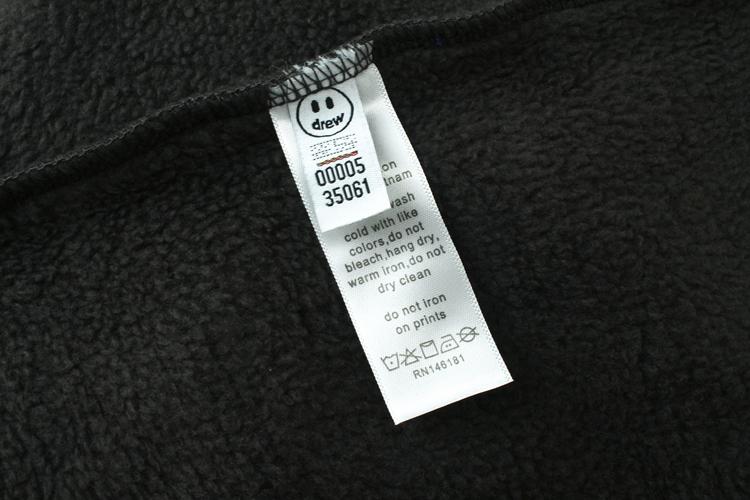 drew
00005
35061
on
tnam
wash
cold with like
colors,do not
bleach,hang dry,
warm iron,do not
dry clean
do not iron
on prints
RN146181